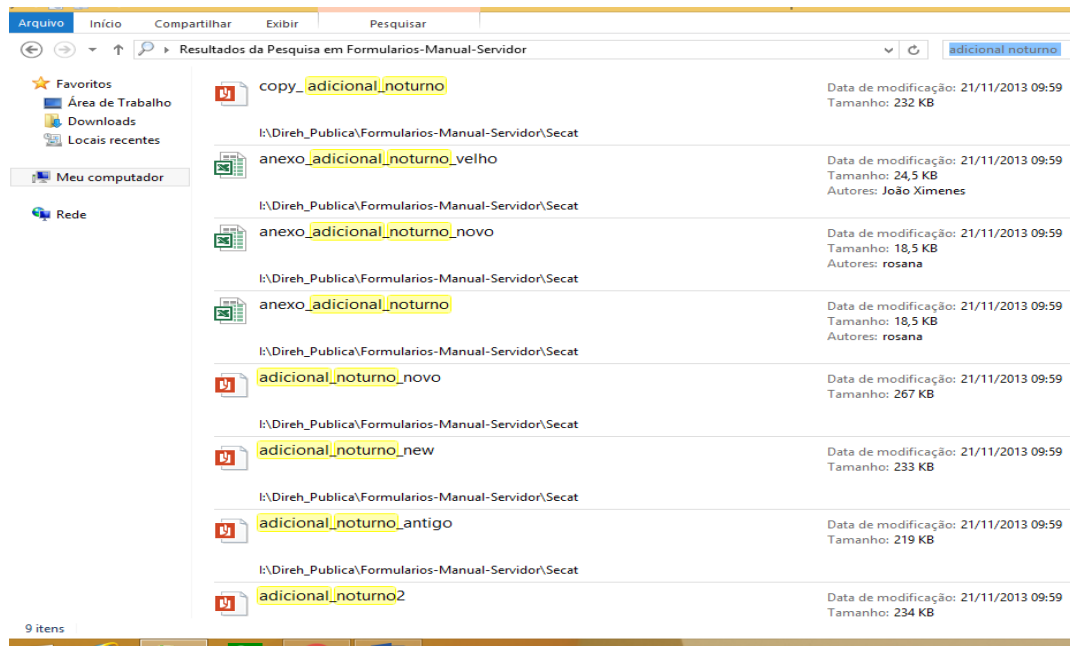 Arquivo Início Compartilhar Exibir Pesquisar
Resultados da Pesquisa em Formularios-Manual-Servidor adicional noturno
Favoritos
Área de Trabalho
Downloads
Locais recentes
Meu computador
Rede
copy_adicional_noturno
Data de modificação: 21/11/2013 09:59
Tamanho: 232 KB
I:\Direh_Publica\Formularios-Manual-Servidor\Secat
anexo_adicional_noturno_velho
Data de modificação: 21/11/2013 09:59
Tamanho: 24,5 KB
Autores: João Ximenes
I:\Direh_Publica\Formularios-Manual-Servidor\Secat
anexo_adicional_noturno_novo
Data de modificação: 21/11/2013 09:59
Tamanho: 18,5 KB
Autores: rosana
I:\Direh_Publica\Formularios-Manual-Servidor\Secat
anexo_adicional_noturno
Data de modificação: 21/11/2013 09:59
Tamanho: 18,5 KB
Autores: rosana
I:\Direh_Publica\Formularios-Manual-Servidor\Secat
adicional_noturno_novo
Data de modificação: 21/11/2013 09:59
Tamanho: 267 KB
I:\Direh_Publica\Formularios-Manual-Servidor\Secat
adicional_noturno_new
Data de modificação: 21/11/2013 09:59
Tamanho: 233 KB
I:\Direh_Publica\Formularios-Manual-Servidor\Secat
adicional_noturno_antigo
Data de modificação: 21/11/2013 09:59
Tamanho: 219 KB
I:\Direh_Publica\Formularios-Manual-Servidor\Secat
adicional_noturno2
Data de modificação: 21/11/2013 09:59
Tamanho: 234 KB
9 itens